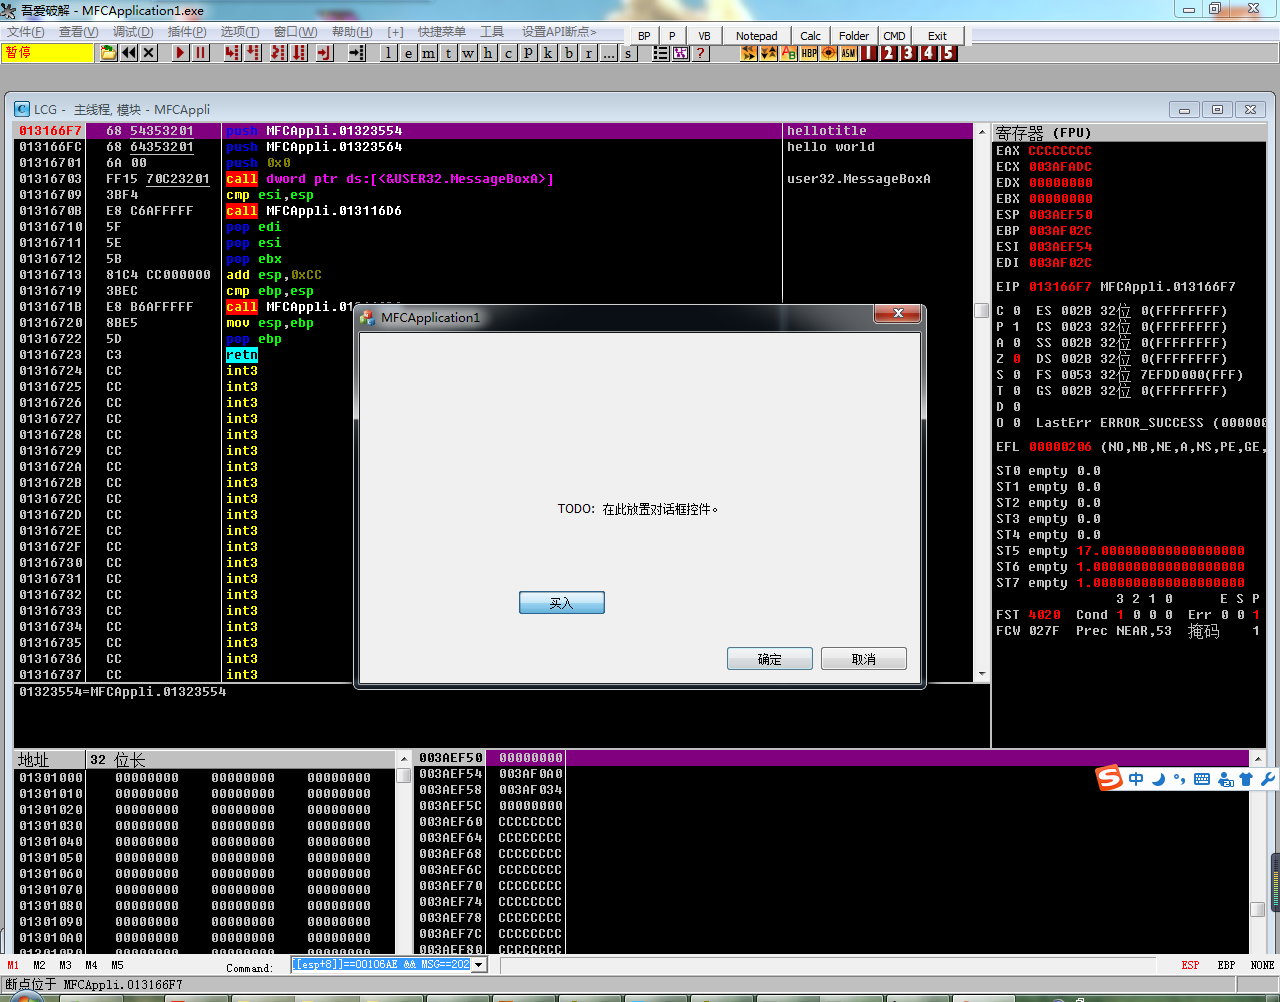 吾爱破解 - MFCApplication1.exe
文件(F) 查看(V) 调试(D) 插件(P) 选项(T) 窗口(W) 帮助(H) [+] 快捷菜单 工具 设置API断点> BP P VB Notepad Calc Folder CMD Exit
暂停 l e m t w h c p k b r ... s ? HBP ASM 1 2 3 4 5
LCG - 主线程, 模块 - MFCAppli
013166F7 68 54353201 push MFCAppli.01323554 hellotitle
013166FC 68 64353201 push MFCAppli.01323564 hello world
01316701 6A 00 push 0x0
01316703 FF15 70C23201 call dword ptr ds:[<&USER32.MessageBoxA>] user32.MessageBoxA
01316709 3BF4 cmp esi,esp
0131670B E8 C6AFFFFF call MFCAppli.013116D6
01316710 5F pop edi
01316711 5E pop esi
01316712 5B pop ebx
01316713 81C4 CC000000 add esp,0xCC
01316719 3BEC cmp ebp,esp
0131671B E8 B6AFFFFF call MFCAppli.01
01316720 8BE5 mov esp,ebp
01316722 5D pop ebp
01316723 C3 retn
01316724 CC int3
01316725 CC int3
01316726 CC int3
01316727 CC int3
01316728 CC int3
01316729 CC int3
0131672A CC int3
0131672B CC int3
0131672C CC int3
0131672D CC int3
0131672E CC int3
0131672F CC int3
01316730 CC int3
01316731 CC int3
01316732 CC int3
01316733 CC int3
01316734 CC int3
01316735 CC int3
01316736 CC int3
01316737 CC int3
01323554=MFCAppli.01323554
寄存器 (FPU)
EAX CCCCCCCC
ECX 003AFADC
EDX 00000000
EBX 00000000
ESP 003AEF50
EBP 003AF02C
ESI 003AEF54
EDI 003AF02C
EIP 013166F7 MFCAppli.013166F7
C 0 ES 002B 32位 0(FFFFFFFF)
P 1 CS 0023 32位 0(FFFFFFFF)
A 0 SS 002B 32位 0(FFFFFFFF)
Z 0 DS 002B 32位 0(FFFFFFFF)
S 0 FS 0053 32位 7EFDD000(FFF)
T 0 GS 002B 32位 0(FFFFFFFF)
D 0
O 0 LastErr ERROR_SUCCESS (000000
EFL 00000206 (NO,NB,NE,A,NS,PE,GE,
ST0 empty 0.0
ST1 empty 0.0
ST2 empty 0.0
ST3 empty 0.0
ST4 empty 0.0
ST5 empty 17.000000000000000000
ST6 empty 1.0000000000000000000
ST7 empty 1.0000000000000000000
3 2 1 0 E S P
FST 4020 Cond 1 0 0 0 Err 0 0 1
FCW 027F Prec NEAR,53 掩码 1
MFCApplication1
TODO: 在此放置对话框控件。
买入
确定 取消
地址 32 位长
01301000 00000000 00000000 00000000
01301010 00000000 00000000 00000000
01301020 00000000 00000000 00000000
01301030 00000000 00000000 00000000
01301040 00000000 00000000 00000000
01301050 00000000 00000000 00000000
01301060 00000000 00000000 00000000
01301070 00000000 00000000 00000000
01301080 00000000 00000000 00000000
01301090 00000000 00000000 00000000
013010A0 00000000 00000000 00000000
013010B0 00000000 00000000 00000000
003AEF50 00000000
003AEF54 003AF0A0
003AEF58 003AF034
003AEF5C 00000000
003AEF60 CCCCCCCC
003AEF64 CCCCCCCC
003AEF68 CCCCCCCC
003AEF6C CCCCCCCC
003AEF70 CCCCCCCC
003AEF74 CCCCCCCC
003AEF78 CCCCCCCC
003AEF7C CCCCCCCC
003AEF80 CCCCCCCC
S 中
M1 M2 M3 M4 M5 Command: [[esp+8]]==00106AE && MSG==202 ESP EBP NONE
断点位于 MFCAppli.013166F7